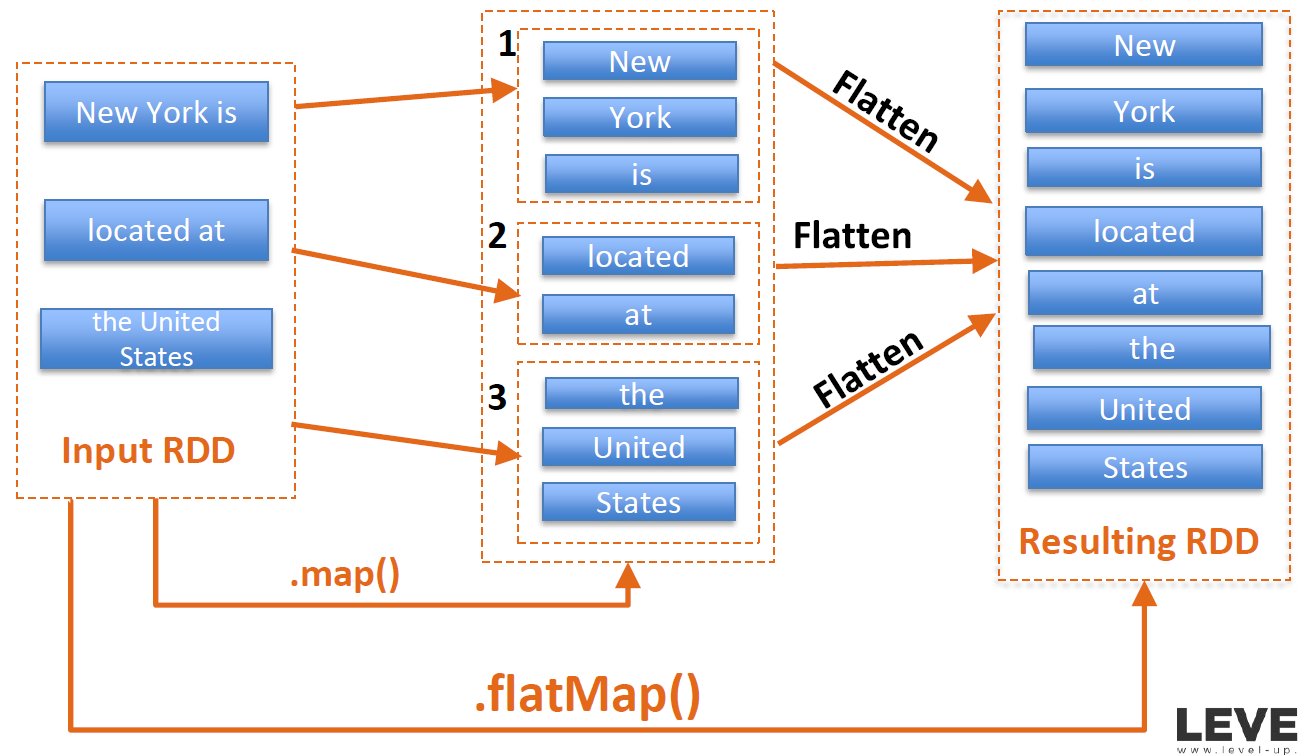 New York is
located at
the United
States
Input RDD
1
New
York
is
2
located
at
3
the
United
States
Flatten
Flatten
Flatten
New
York
is
located
at
the
United
States
Resulting RDD
.map()
.flatMap()
LEVE
www.level-up.